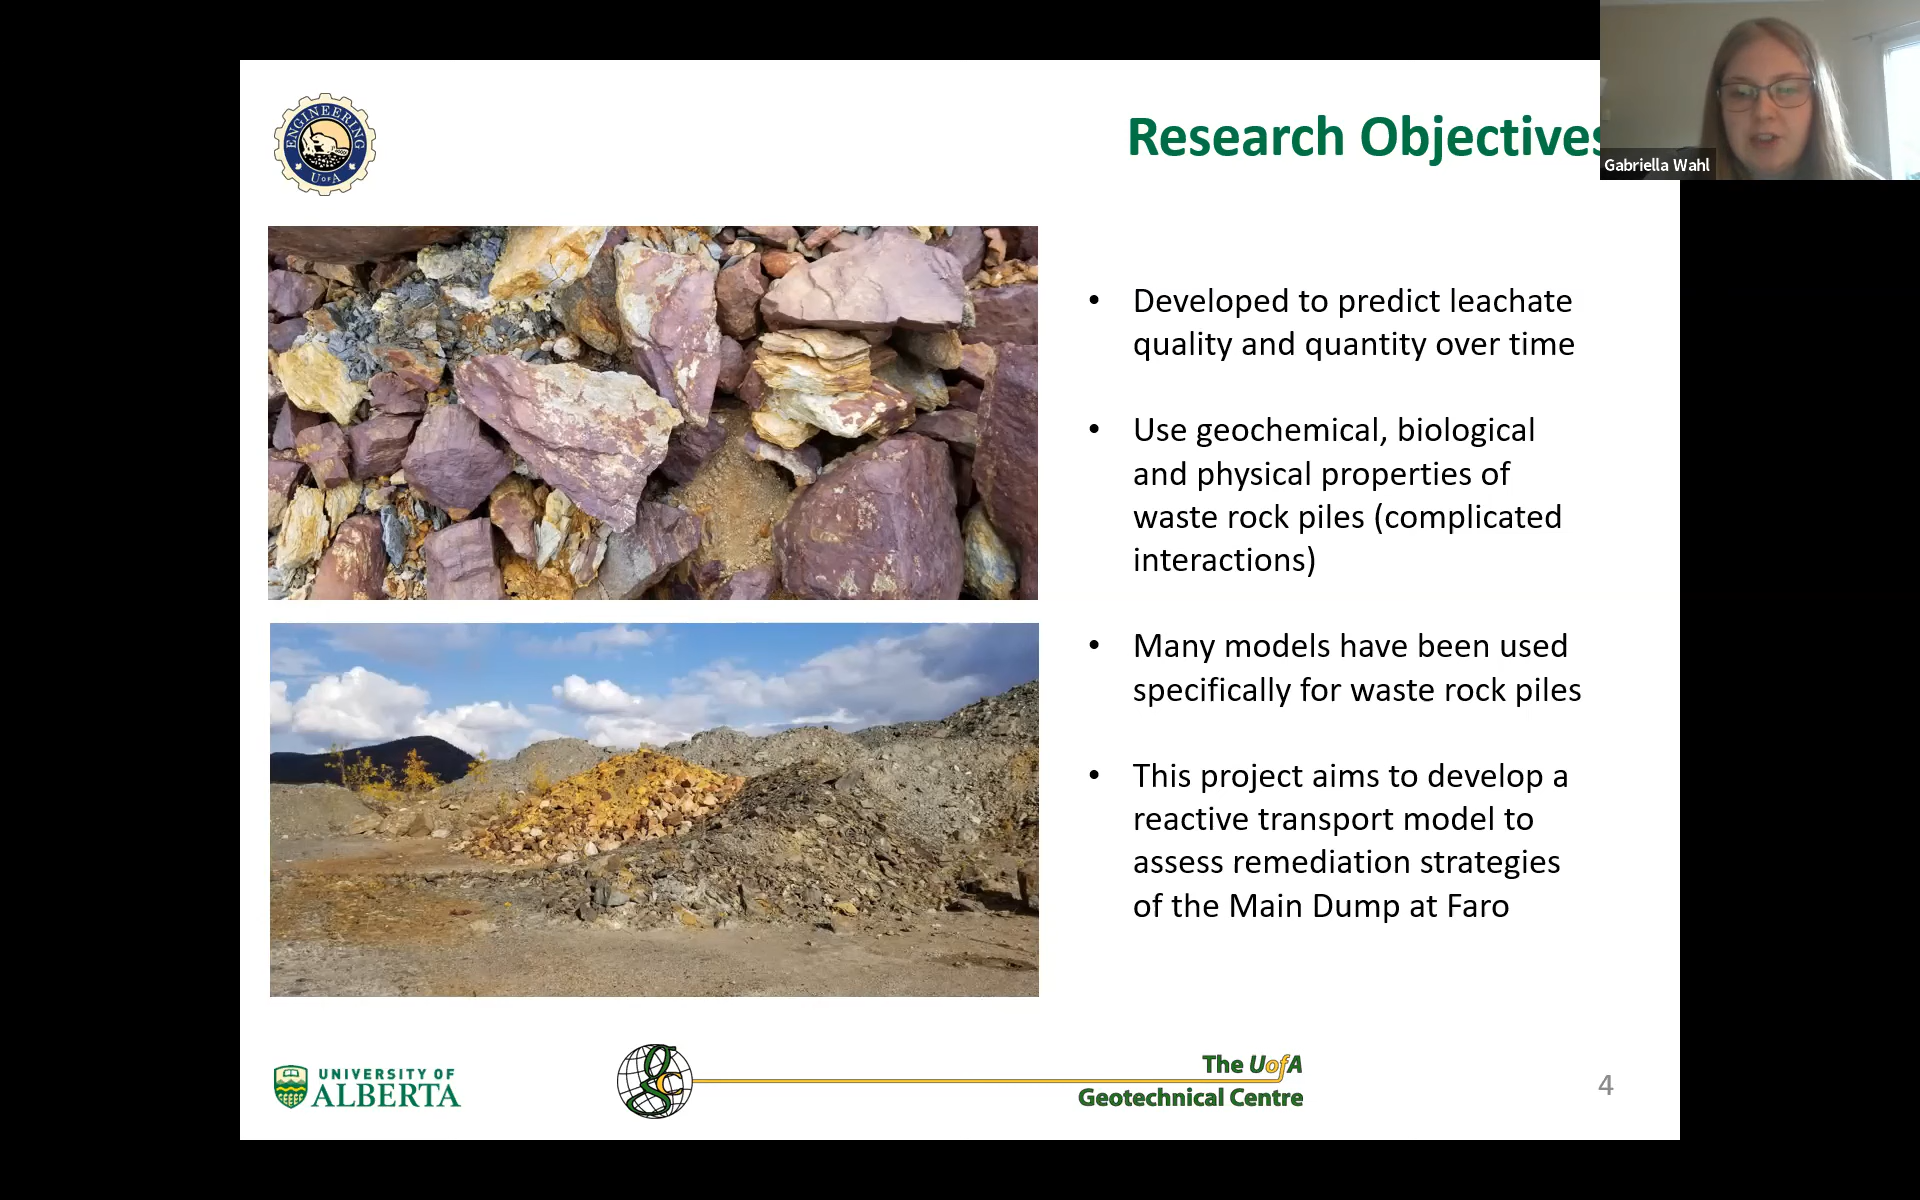 ENGINEERING
U OF A
Research Objectives
Gabriella Wahl
• Developed to predict leachate
quality and quantity over time
• Use geochemical, biological
and physical properties of
waste rock piles (complicated
interactions)
• Many models have been used
specifically for waste rock piles
• This project aims to develop a
reactive transport model to
assess remediation strategies
of the Main Dump at Faro
UNIVERSITY OF
ALBERTA
The UofA
Geotechnical Centre
4